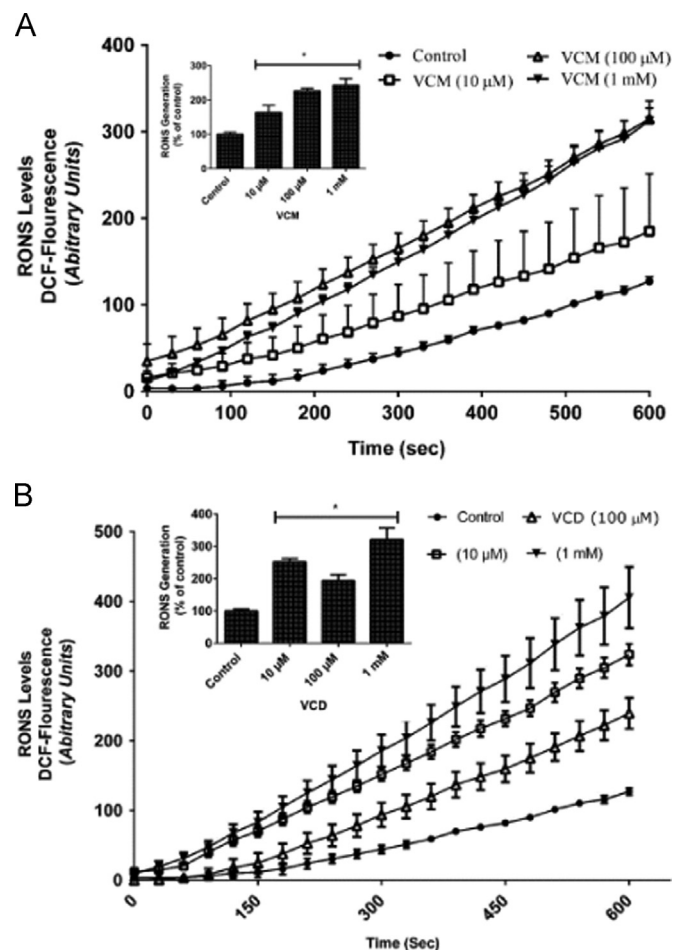 A
RONS Levels
DCF-Flourescence
(Abitrary Units)
400
300
200
100
0
0 100 200 300 400 500 600
Time (sec)
Control
VCM (10 µM)
VCM (100 µM)
VCM (1 mM)
RONS Generation
(% of control)
300
200
100
0
*
Control 10 µM 100 µM 1 mM
VCM
B
RONS Levels
DCF-Flourescence
(Abitrary Units)
500
400
300
200
100
0
0 150 300 450 600
Time (Sec)
Control
(10 µM)
VCD (100 µM)
(1 mM)
RONS Generation
(% of control)
400
300
200
100
0
*
Control 10 µM 100 µM 1 mM
VCD